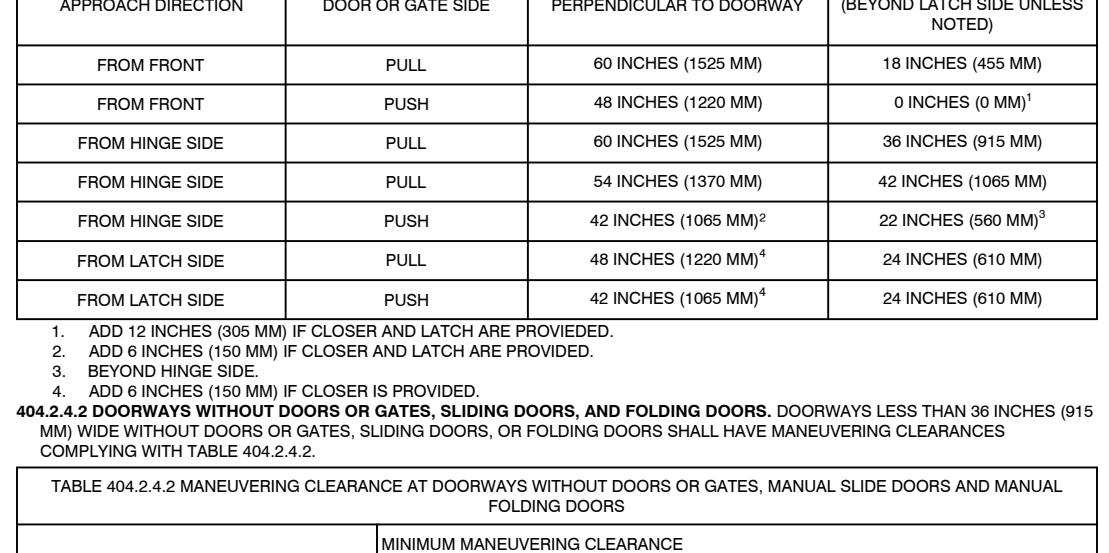 APPROACH DIRECTION DOOR OR GATE SIDE PERPENDICULAR TO DOORWAY (BEYOND LATCH SIDE UNLESS
NOTED)
FROM FRONT PULL 60 INCHES (1525 MM) 18 INCHES (455 MM)
FROM FRONT PUSH 48 INCHES (1220 MM) 0 INCHES (0 MM)1
FROM HINGE SIDE PULL 60 INCHES (1525 MM) 36 INCHES (915 MM)
FROM HINGE SIDE PULL 54 INCHES (1370 MM) 42 INCHES (1065 MM)
FROM HINGE SIDE PUSH 42 INCHES (1065 MM)2 22 INCHES (560 MM)3
FROM LATCH SIDE PULL 48 INCHES (1220 MM)4 24 INCHES (610 MM)
FROM LATCH SIDE PUSH 42 INCHES (1065 MM)4 24 INCHES (610 MM)
1. ADD 12 INCHES (305 MM) IF CLOSER AND LATCH ARE PROVIEDED.
2. ADD 6 INCHES (150 MM) IF CLOSER AND LATCH ARE PROVIDED.
3. BEYOND HINGE SIDE.
4. ADD 6 INCHES (150 MM) IF CLOSER IS PROVIDED.
404.2.4.2 DOORWAYS WITHOUT DOORS OR GATES, SLIDING DOORS, AND FOLDING DOORS. DOORWAYS LESS THAN 36 INCHES (915
MM) WIDE WITHOUT DOORS OR GATES, SLIDING DOORS, OR FOLDING DOORS SHALL HAVE MANEUVERING CLEARANCES
COMPLYING WITH TABLE 404.2.4.2.
TABLE 404.2.4.2 MANEUVERING CLEARANCE AT DOORWAYS WITHOUT DOORS OR GATES, MANUAL SLIDE DOORS AND MANUAL
FOLDING DOORS
MINIMUM MANEUVERING CLEARANCE